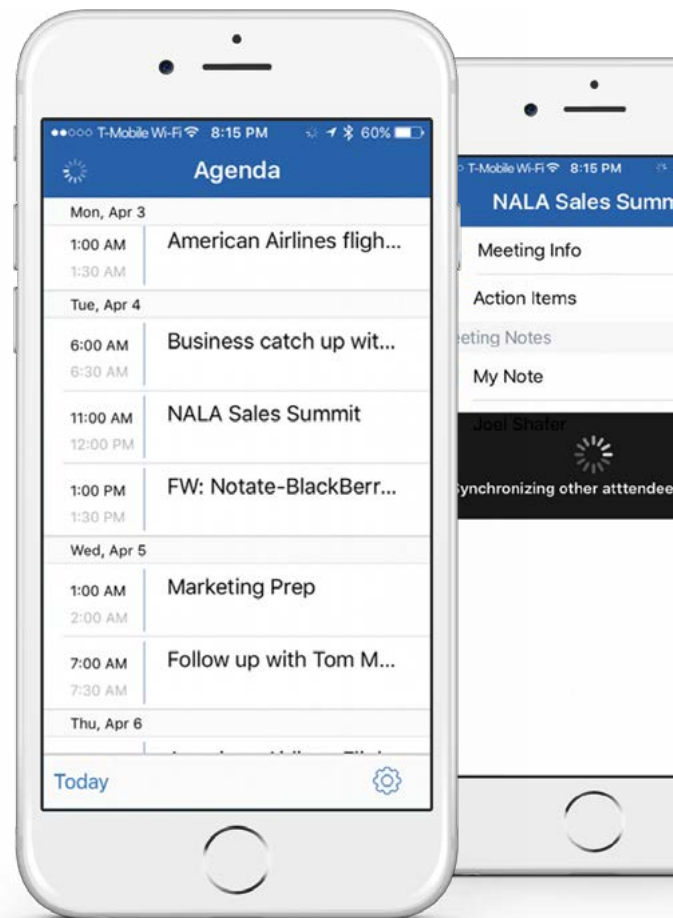 T-Mobile Wi-Fi 8:15 PM 60%
Agenda
Mon, Apr 3
1:00 AM American Airlines fligh...
1:30 AM
Tue, Apr 4
6:00 AM Business catch up wit...
6:30 AM
11:00 AM NALA Sales Summit
12:00 PM
1:00 PM FW: Notate-BlackBerr...
1:30 PM
Wed, Apr 5
1:00 AM Marketing Prep
2:00 AM
7:00 AM Follow up with Tom M...
7:30 AM
Thu, Apr 6
Today
T-Mobile Wi-Fi 8:15 PM
NALA Sales Summ
Meeting Info
Action Items
eeting Notes
My Note
Joel Shater
ynchronizing other atttendee